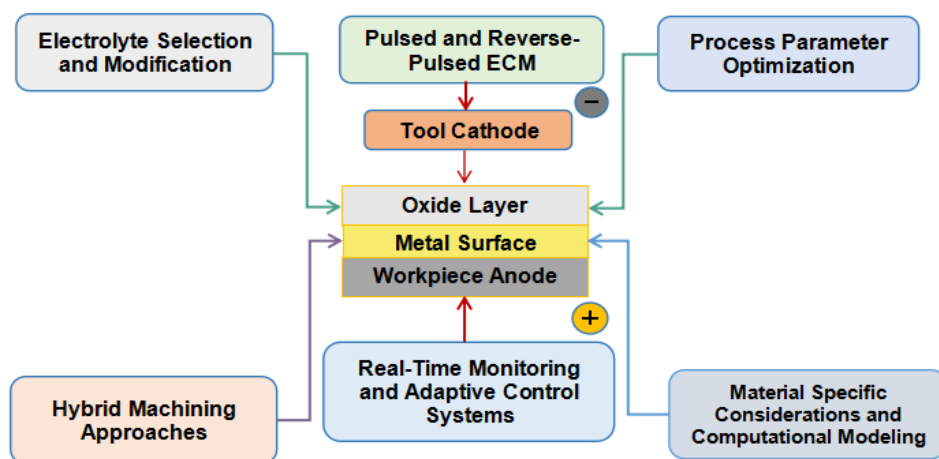 Electrolyte Selection
and Modification
Pulsed and Reverse-
Pulsed ECM
Process Parameter
Optimization
−
Tool Cathode
Oxide Layer
Metal Surface
Workpiece Anode
+
Hybrid Machining
Approaches
Real-Time Monitoring
and Adaptive Control
Systems
Material Specific
Considerations and
Computational Modeling